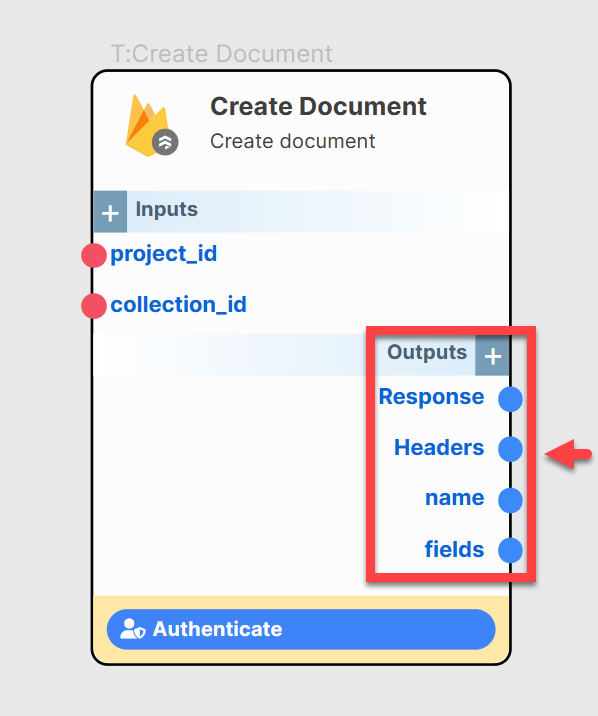 T:Create Document
Create Document
Create document
+ Inputs
project_id
collection_id
Outputs +
Response
Headers
name
fields
Authenticate